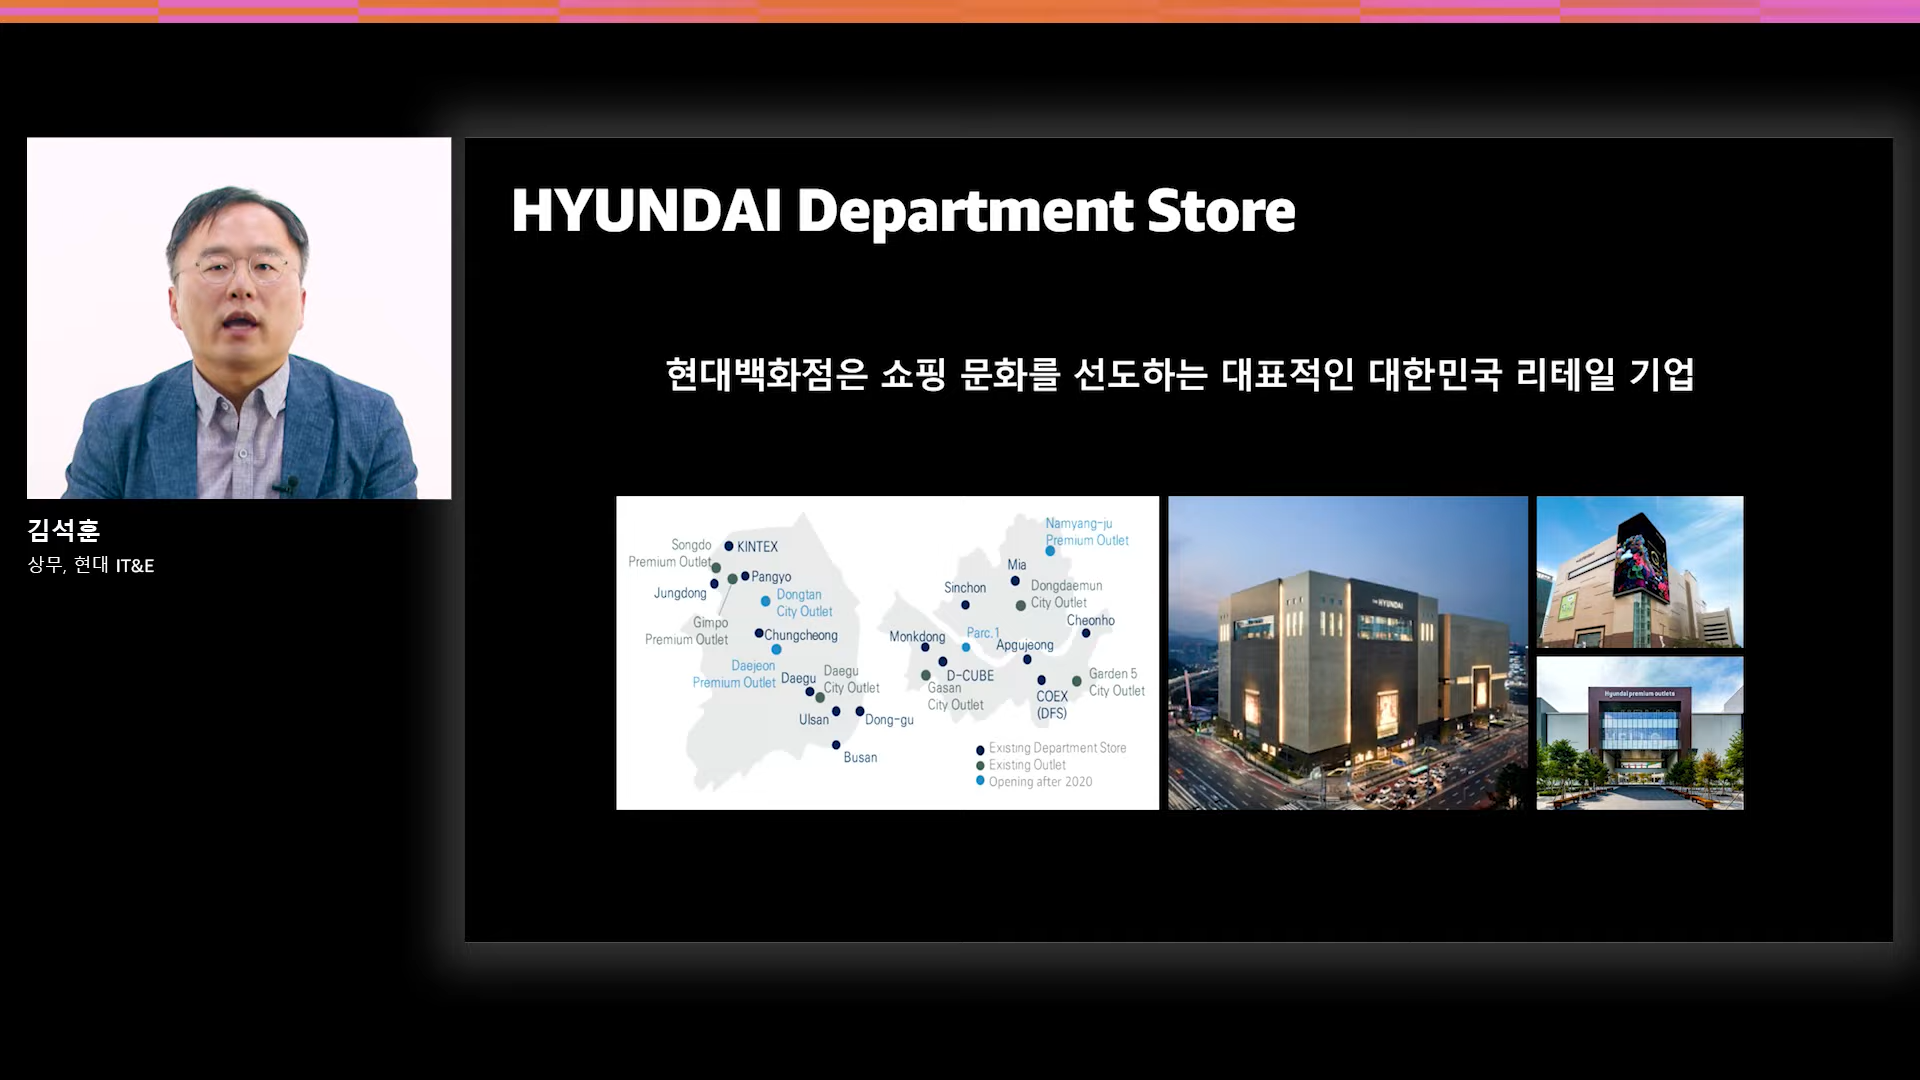 HYUNDAI Department Store
현대백화점은 쇼핑 문화를 선도하는 대표적인 대한민국 리테일 기업
김석훈
상무, 현대 IT&E
Songdo
Premium Outlet
KINTEX
Pangyo
Jungdong
Dongtan
City Outlet
Gimpo
Premium Outlet
Chungcheong
Daejeon
Premium Outlet
Daegu
Daegu
City Outlet
Ulsan
Dong-gu
Busan
Namyang-ju
Premium Outlet
Mia
Sinchon
Dongdaemun
City Outlet
Cheonho
Monkdong
Parc.1
Apgujeong
D-CUBE
Gasan
City Outlet
COEX
(DFS)
Garden 5
City Outlet
Existing Department Store
Existing Outlet
Opening after 2020
THE HYUNDAI
Hyundai premium outlets